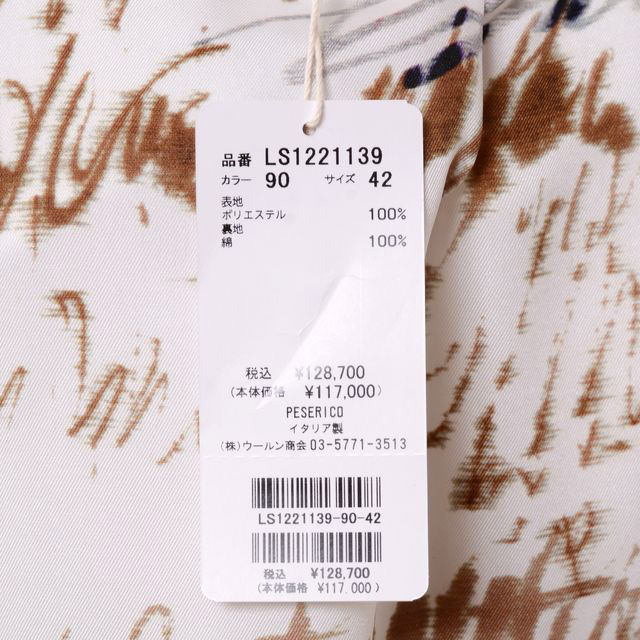 品番 LS1221139
カラー 90 サイズ 42
表地
ポリエステル 100%
裏地
綿 100%
税込 ¥128,700
(本体価格 ¥117,000)
PESERICO
イタリア製
(株)ウールン商会 03-5771-3513
LS1221139-90-42
税込 ¥128,700
(本体価格 ¥117,000)